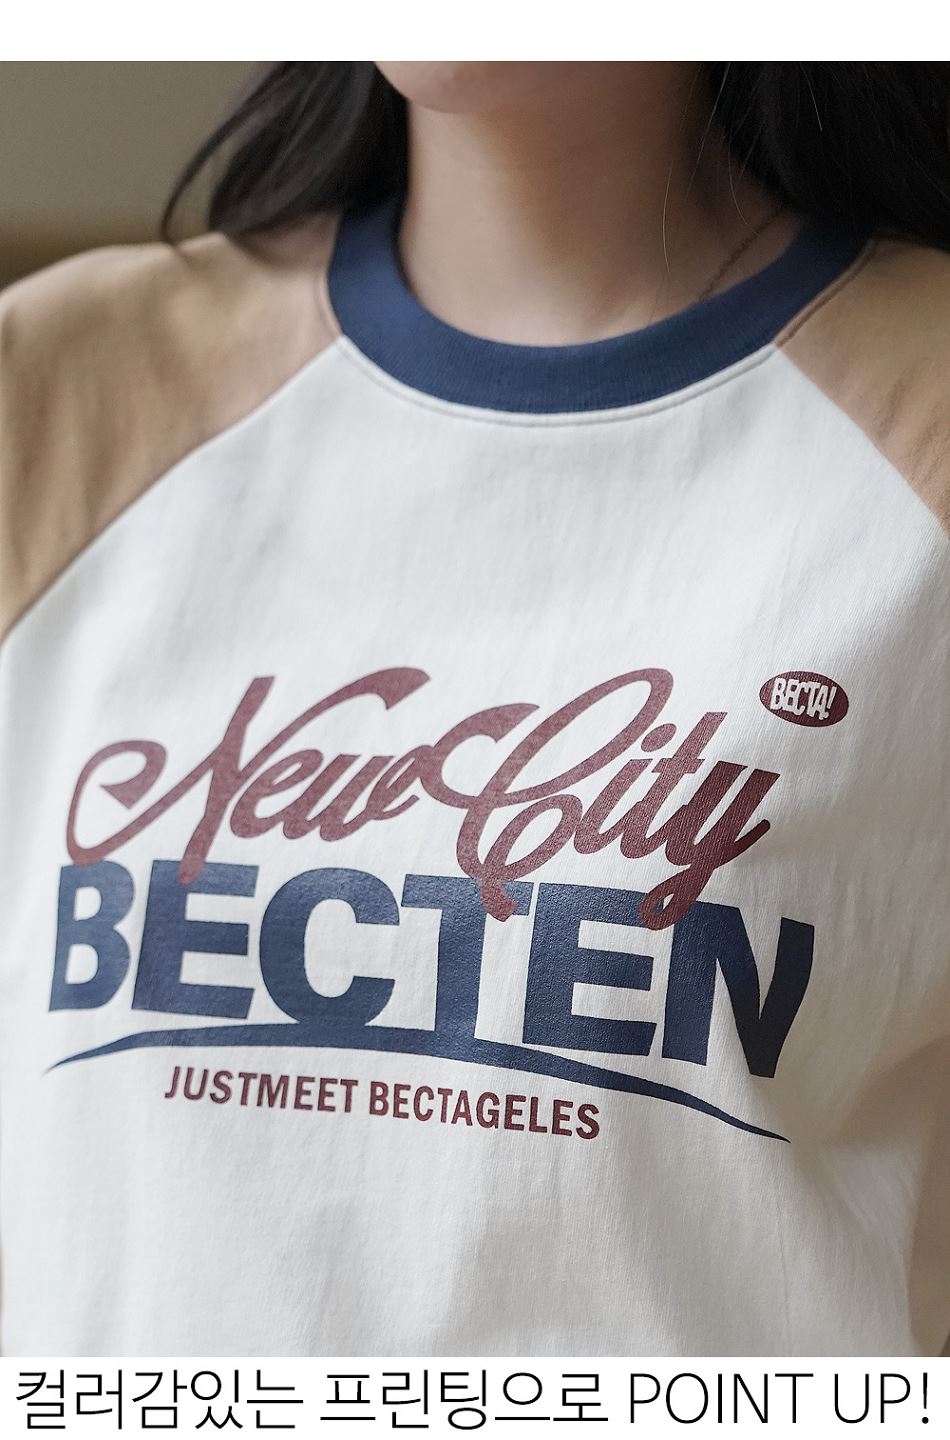 BECTA!
New City
BECTEN
JUSTMEET BECTAGELES
컬러감있는 프린팅으로 POINT UP!